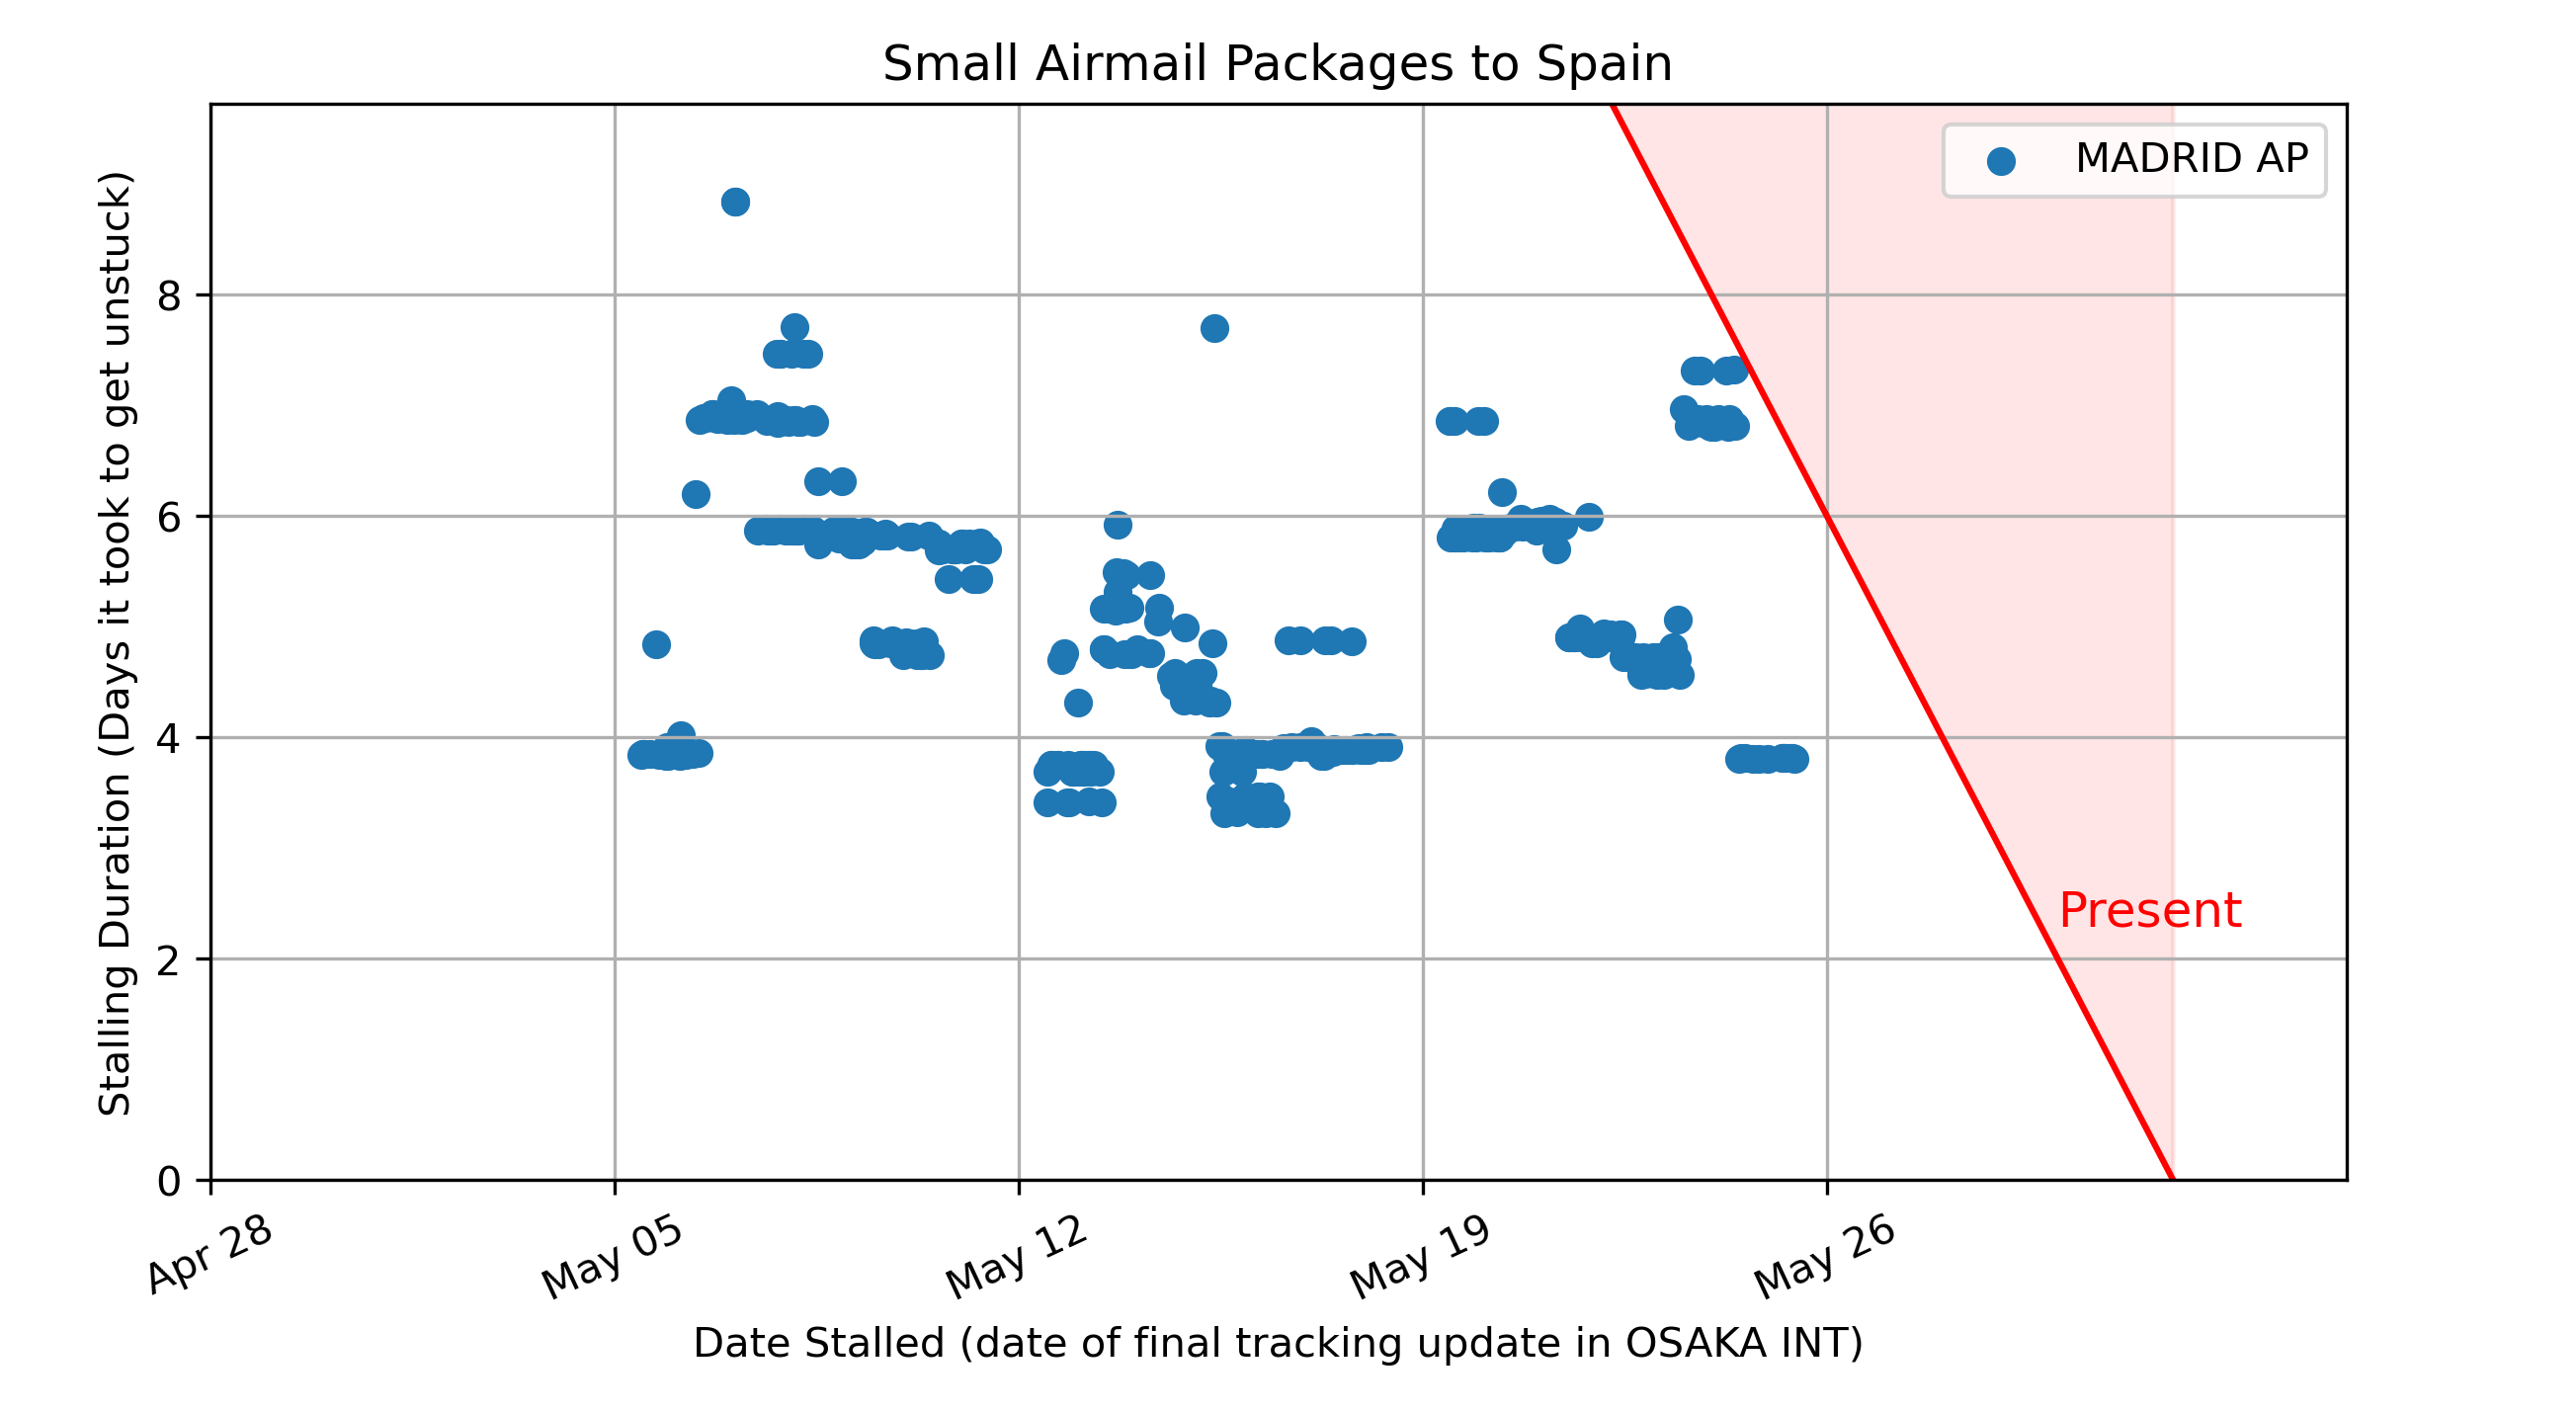 Small Airmail Packages to Spain
MADRID AP
Stalling Duration (Days it took to get unstuck)
8
6
4
2
0
Present
Apr 28
May 05
May 12
May 19
May 26
Date Stalled (date of final tracking update in OSAKA INT)